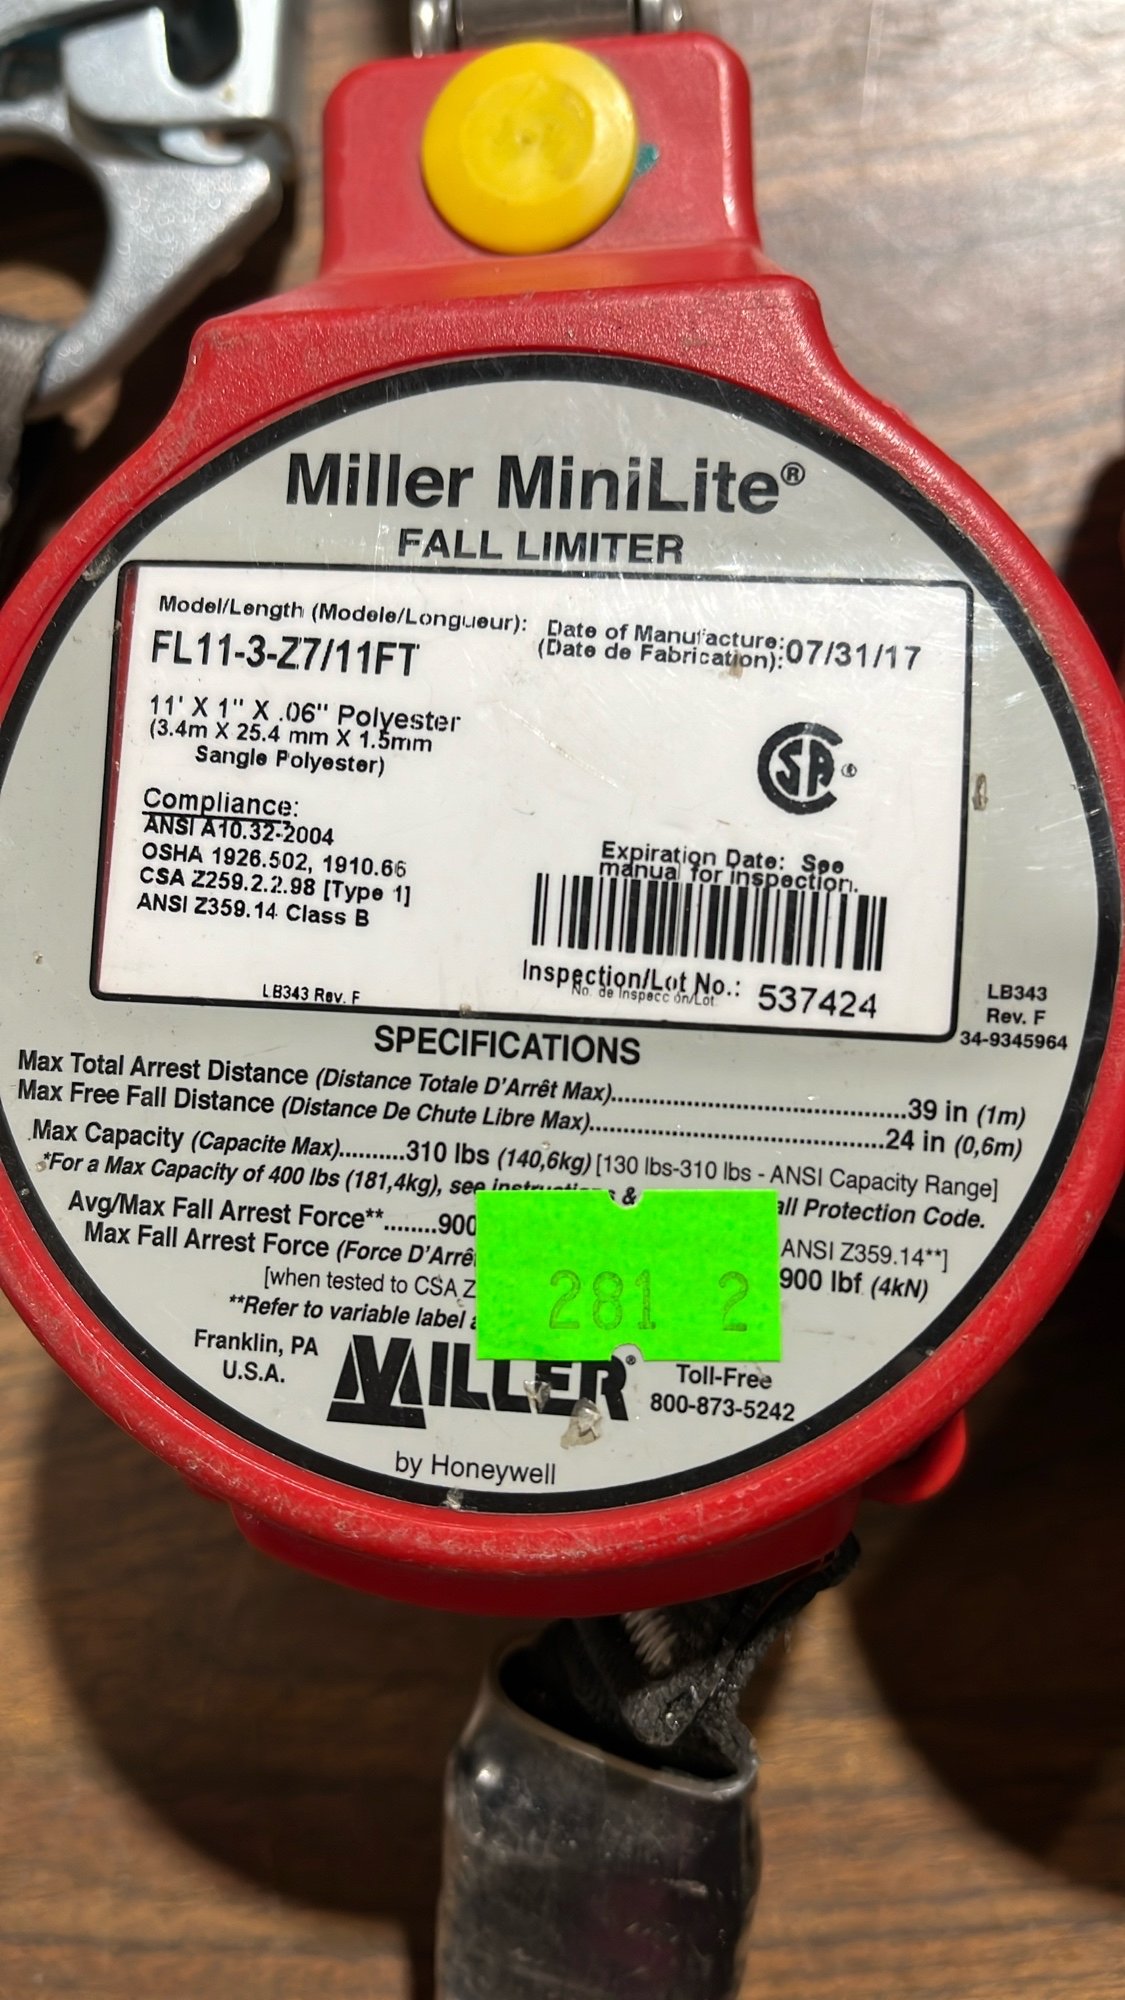 Miller MiniLite®
FALL LIMITER
Model/Length (Modele/Longueur):
FL11-3-Z7/11FT
Date of Manufacture:
(Date de Fabrication): 07/31/17
11' X 1" X .06" Polyester
(3.4m X 25.4 mm X 1.5mm
Sangle Polyester)
CSA ®
Compliance:
ANSI A10.32-2004
OSHA 1926.502, 1910.66
CSA Z259.2.2.98 [Type 1]
ANSI Z359.14 Class B
Expiration Date: See
manual for inspection.
Inspection/Lot No.: 537424
No. de Inspeccion/Lot
LB343 Rev. F
LB343
Rev. F
34-9345964
SPECIFICATIONS
Max Total Arrest Distance (Distance Totale D'Arrêt Max)..........39 in (1m)
Max Free Fall Distance (Distance De Chute Libre Max)..........24 in (0,6m)
Max Capacity (Capacite Max)..........310 lbs (140,6kg) [130 lbs-310 lbs - ANSI Capacity Range]
*For a Max Capacity of 400 lbs (181,4kg), see instructions & all Protection Code.
Avg/Max Fall Arrest Force**........900 ANSI Z359.14**]
Max Fall Arrest Force (Force D'Arrê 900 lbf (4kN)
[when tested to CSA Z
**Refer to variable label
281 2
Franklin, PA
U.S.A.
MILLER®
by Honeywell
Toll-Free
800-873-5242